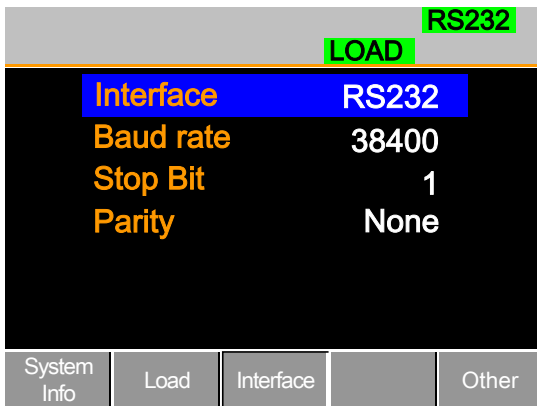 RS232
LOAD
Interface RS232
Baud rate 38400
Stop Bit 1
Parity None
System Info Load Interface Other